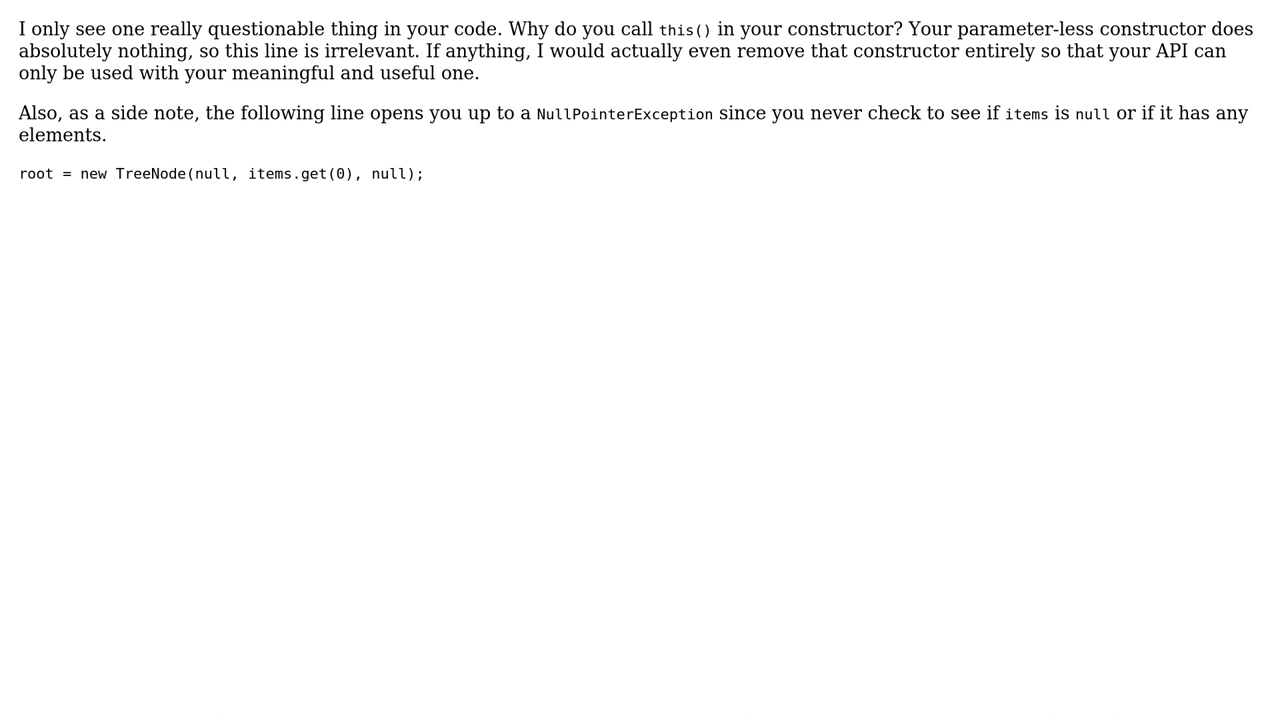 I only see one really questionable thing in your code. Why do you call this() in your constructor? Your parameter-less constructor does
absolutely nothing, so this line is irrelevant. If anything, I would actually even remove that constructor entirely so that your API can
only be used with your meaningful and useful one.
Also, as a side note, the following line opens you up to a NullPointerException since you never check to see if items is null or if it has any
elements.
root = new TreeNode(null, items.get(0), null);